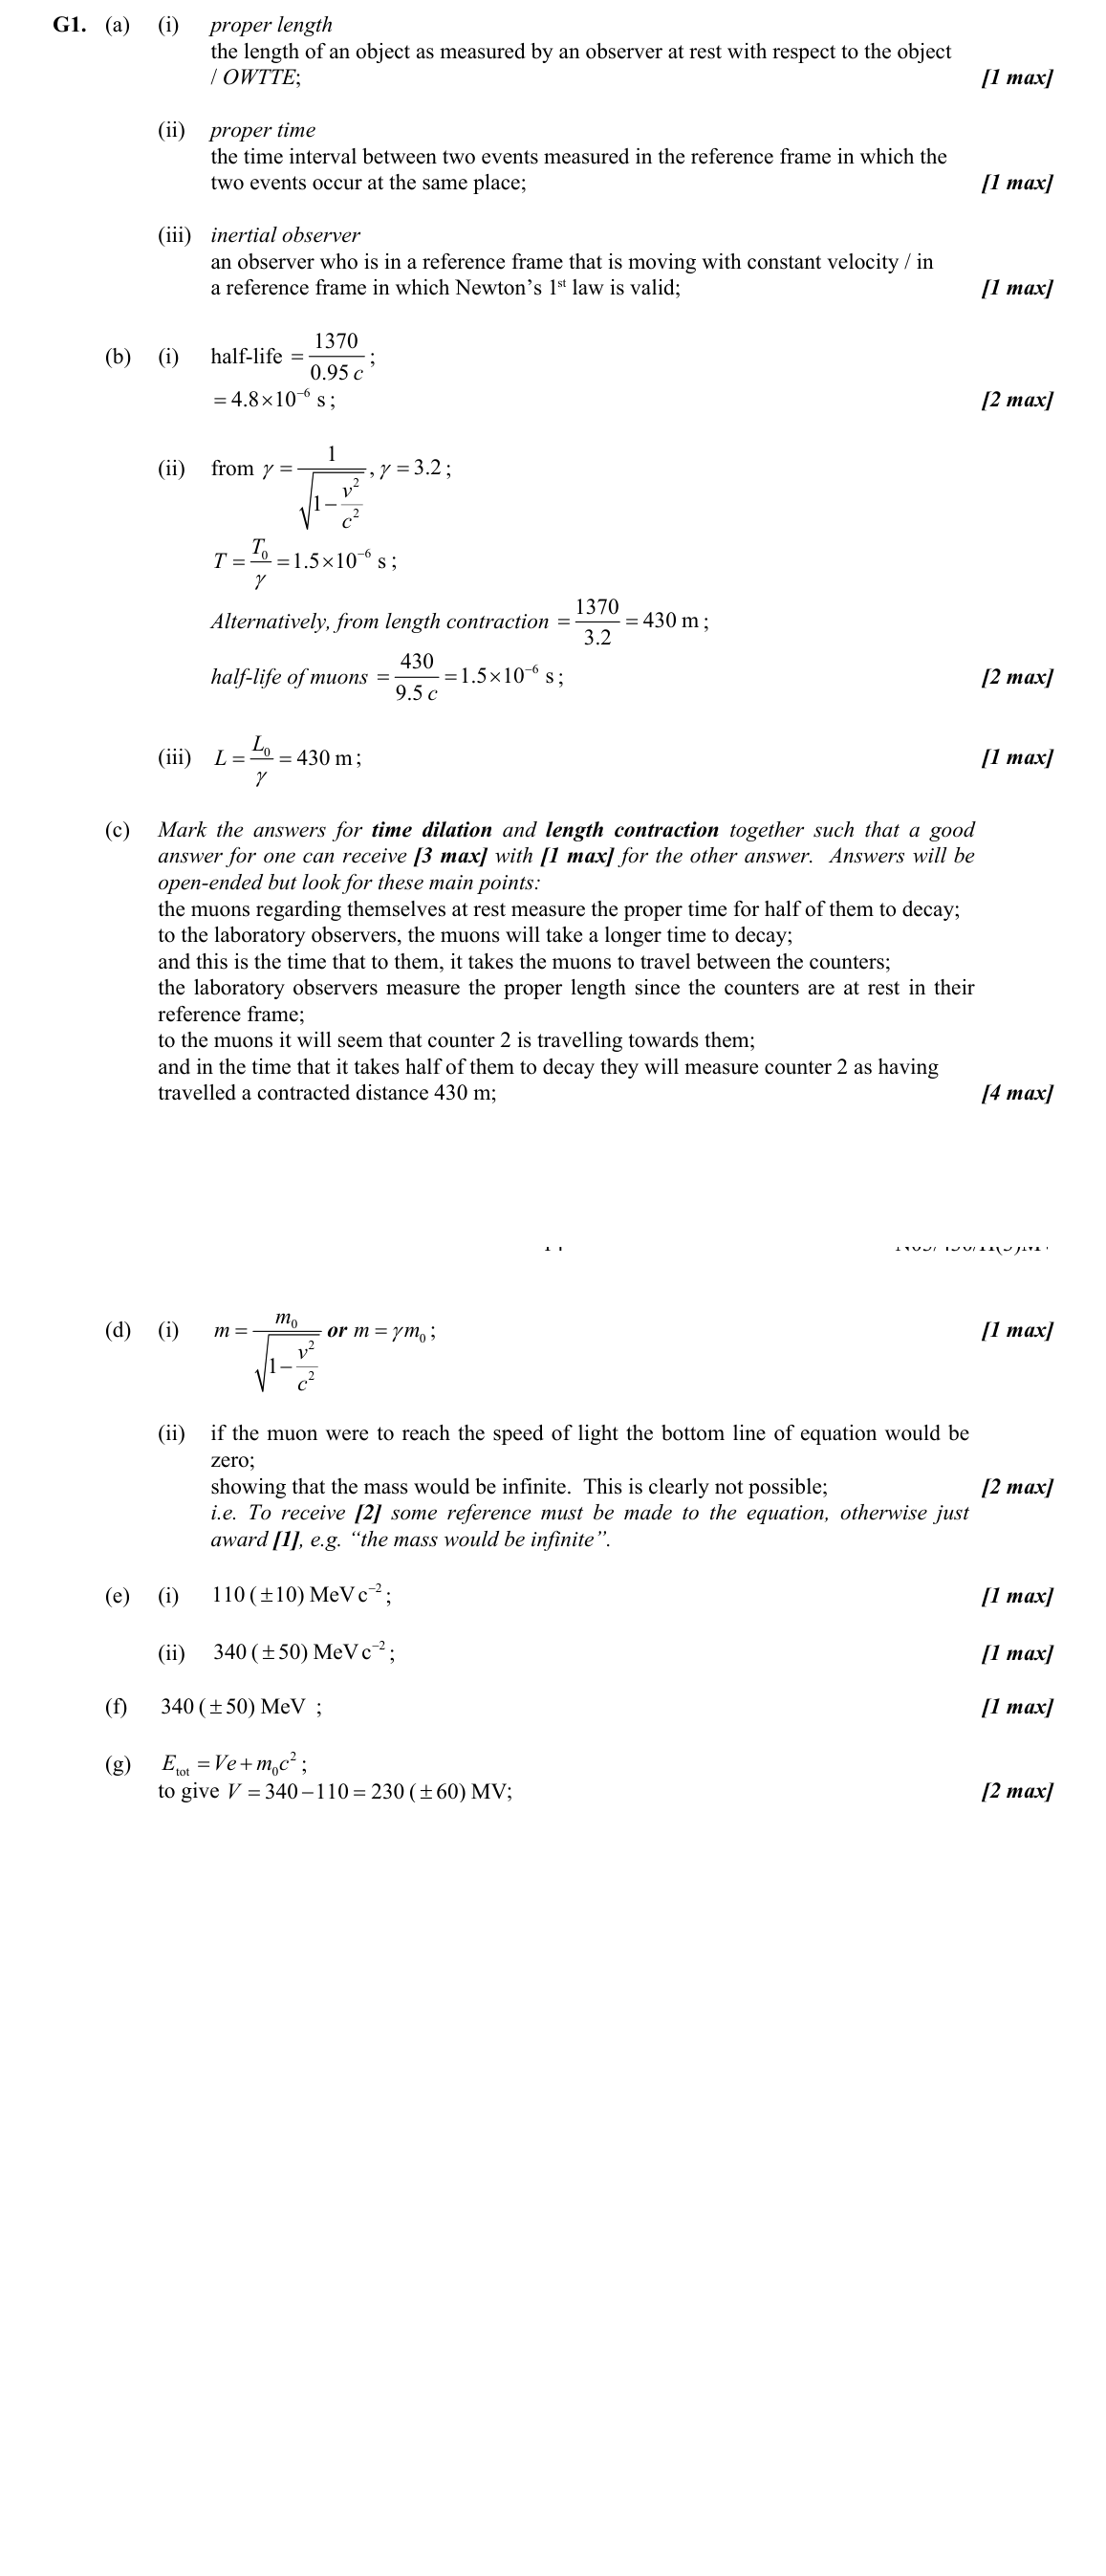 G1. (a) (i) proper length
the length of an object as measured by an observer at rest with respect to the object
/ OWTTE; [1 max]
(ii) proper time
the time interval between two events measured in the reference frame in which the
two events occur at the same place; [1 max]
(iii) inertial observer
an observer who is in a reference frame that is moving with constant velocity / in
a reference frame in which Newton's 1st law is valid; [1 max]
(b) (i) half-life = 1370 / 0.95 c ;
= 4.8×10⁻⁶ s ; [2 max]
(ii) from γ = 1 / √(1 − v²/c²) , γ = 3.2 ;
T = T₀ / γ = 1.5×10⁻⁶ s ;
Alternatively, from length contraction = 1370 / 3.2 = 430 m ;
half-life of muons = 430 / 9.5 c = 1.5×10⁻⁶ s ; [2 max]
(iii) L = L₀ / γ = 430 m ; [1 max]
(c) Mark the answers for time dilation and length contraction together such that a good
answer for one can receive [3 max] with [1 max] for the other answer. Answers will be
open-ended but look for these main points:
the muons regarding themselves at rest measure the proper time for half of them to decay;
to the laboratory observers, the muons will take a longer time to decay;
and this is the time that to them, it takes the muons to travel between the counters;
the laboratory observers measure the proper length since the counters are at rest in their
reference frame;
to the muons it will seem that counter 2 is travelling towards them;
and in the time that it takes half of them to decay they will measure counter 2 as having
travelled a contracted distance 430 m; [4 max]
(d) (i) m = m₀ / √(1 − v²/c²) or m = γm₀ ; [1 max]
(ii) if the muon were to reach the speed of light the bottom line of equation would be
zero;
showing that the mass would be infinite. This is clearly not possible; [2 max]
i.e. To receive [2] some reference must be made to the equation, otherwise just
award [1], e.g. "the mass would be infinite".
(e) (i) 110 (±10) MeV c⁻² ; [1 max]
(ii) 340 (±50) MeV c⁻² ; [1 max]
(f) 340 (±50) MeV ; [1 max]
(g) Eₜₒₜ = Ve + m₀c² ;
to give V = 340 − 110 = 230 (±60) MV; [2 max]